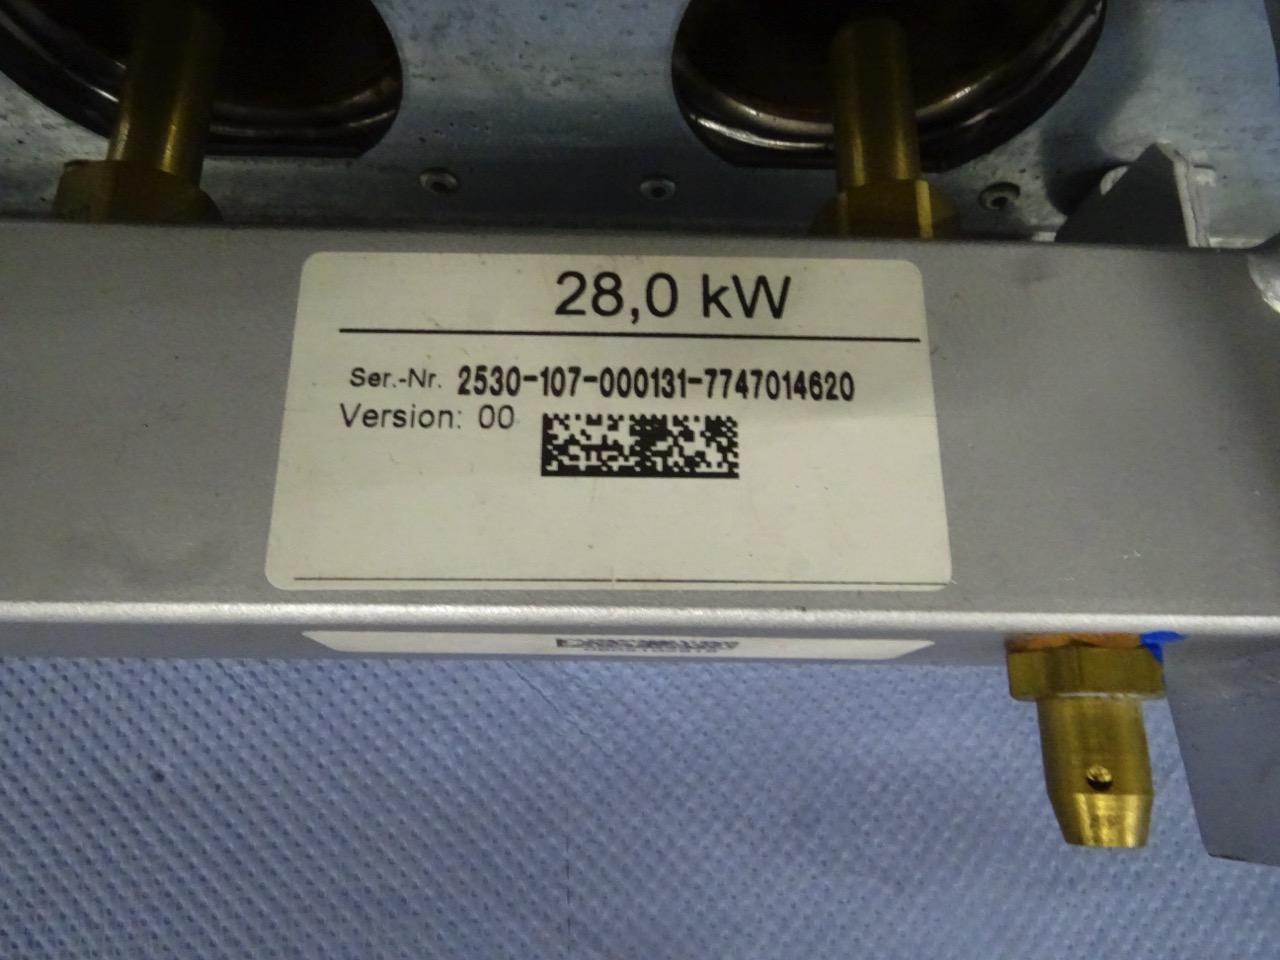 28,0 kW
Ser.-Nr. 2530-107-000131-7747014620
Version: 00